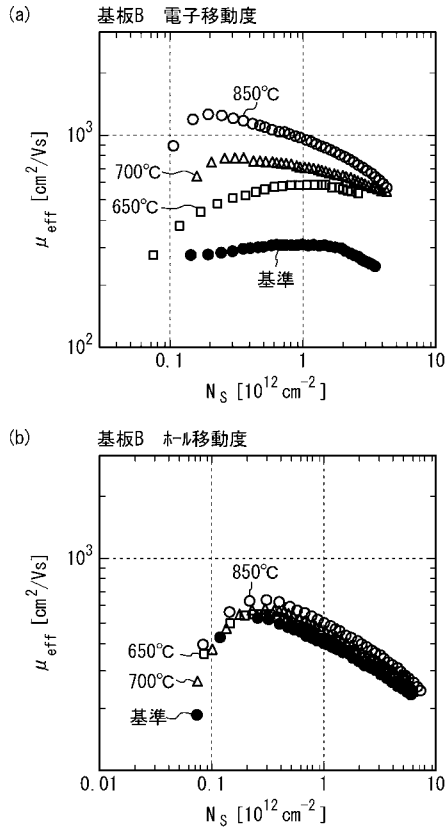 (a)
基板B 電子移動度
850℃
10³
700℃
650℃
基準
10²
μeff [cm²/Vs]
0.1
1
10
NS [10¹² cm⁻²]
(b)
基板B ホール移動度
10³
850℃
650℃
700℃
基準
μeff [cm²/Vs]
0.01
0.1
1
10
NS [10¹² cm⁻²]